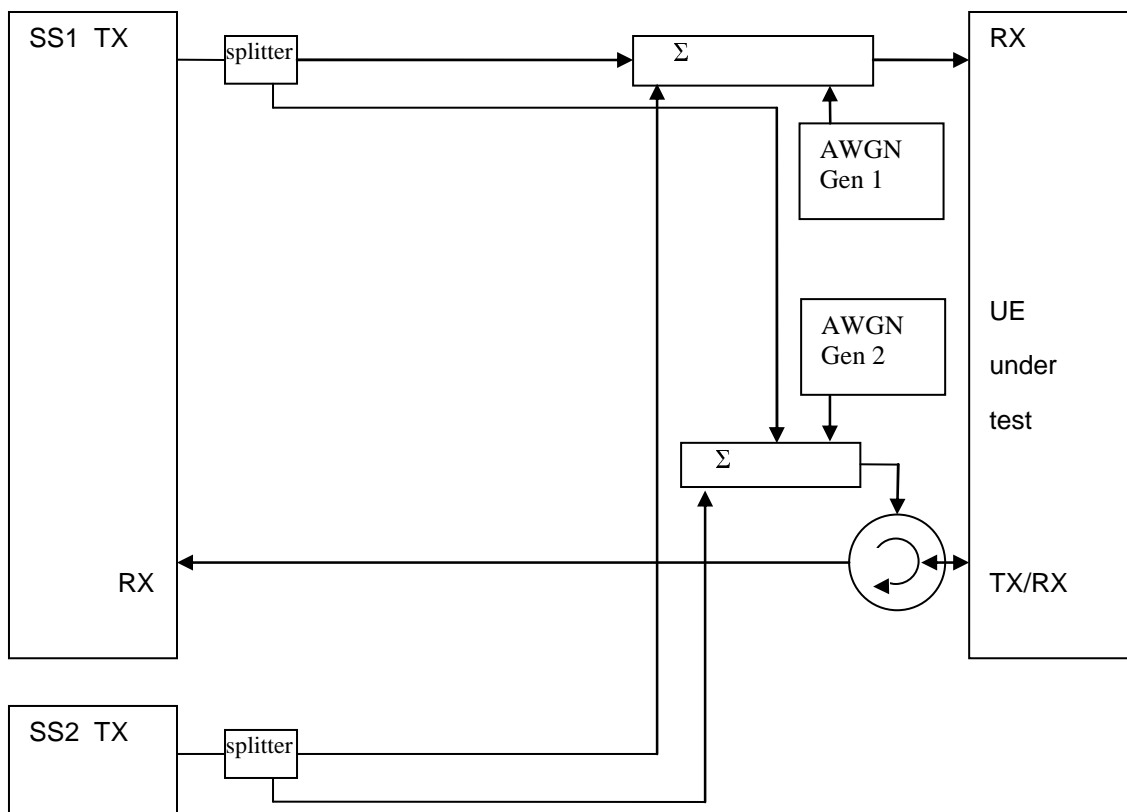 SS1 TX
splitter
Σ
RX
AWGN
Gen 1
AWGN
Gen 2
UE
under
test
Σ
RX
TX/RX
SS2 TX
splitter